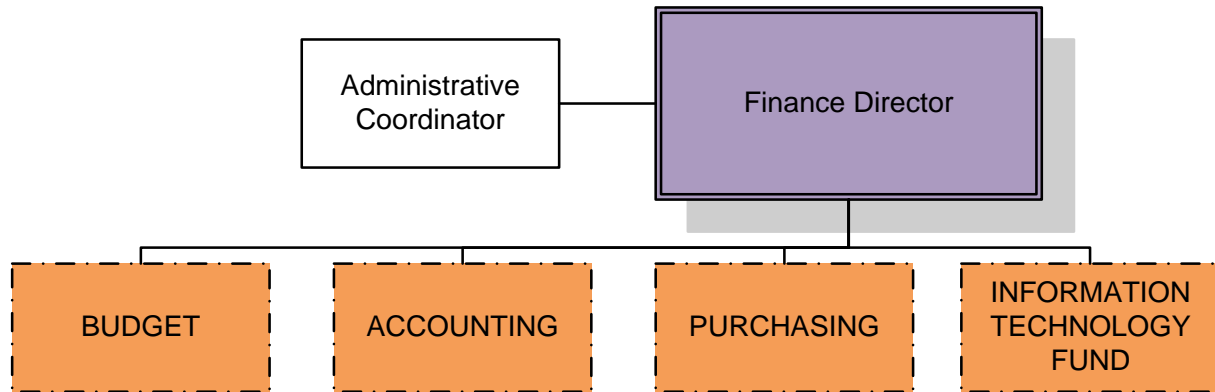 Administrative
Coordinator
Finance Director
BUDGET
ACCOUNTING
PURCHASING
INFORMATION
TECHNOLOGY
FUND